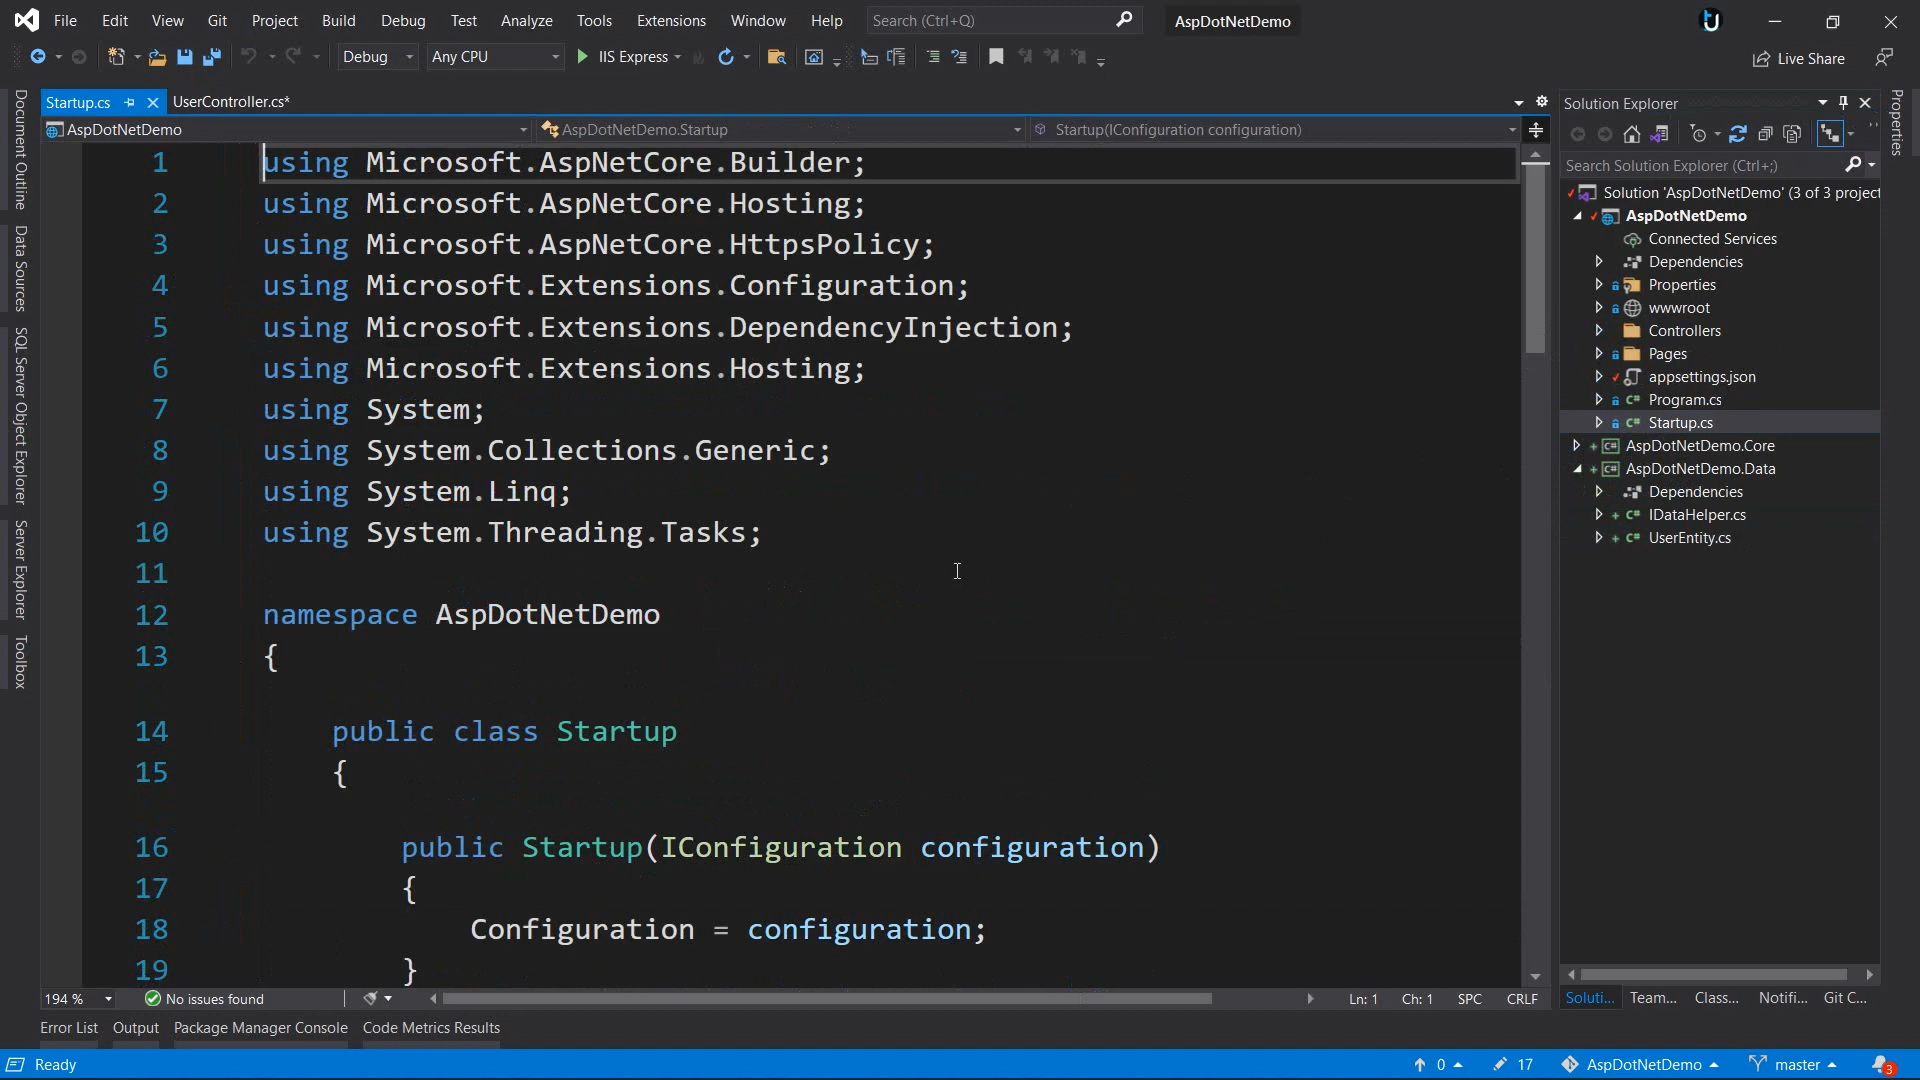 File Edit View Git Project Build Debug Test Analyze Tools Extensions Window Help Search (Ctrl+Q) AspDotNetDemo
Debug Any CPU IIS Express Live Share
Startup.cs UserController.cs*
AspDotNetDemo AspDotNetDemo.Startup Startup(IConfiguration configuration)
Document Outline
Data Sources
SQL Server Object Explorer
Server Explorer
Toolbox
1 using Microsoft.AspNetCore.Builder;
2 using Microsoft.AspNetCore.Hosting;
3 using Microsoft.AspNetCore.HttpsPolicy;
4 using Microsoft.Extensions.Configuration;
5 using Microsoft.Extensions.DependencyInjection;
6 using Microsoft.Extensions.Hosting;
7 using System;
8 using System.Collections.Generic;
9 using System.Linq;
10 using System.Threading.Tasks;
11
12 namespace AspDotNetDemo
13 {
14 public class Startup
15 {
16 public Startup(IConfiguration configuration)
17 {
18 Configuration = configuration;
19 }
194 % No issues found Ln: 1 Ch: 1 SPC CRLF
Solution Explorer
Search Solution Explorer (Ctrl+;)
Solution 'AspDotNetDemo' (3 of 3 project
AspDotNetDemo
Connected Services
Dependencies
Properties
wwwroot
Controllers
Pages
appsettings.json
Program.cs
Startup.cs
AspDotNetDemo.Core
AspDotNetDemo.Data
Dependencies
IDataHelper.cs
UserEntity.cs
Soluti... Team... Class... Notifi... Git C...
Properties
Error List Output Package Manager Console Code Metrics Results
Ready 0 17 AspDotNetDemo master 3